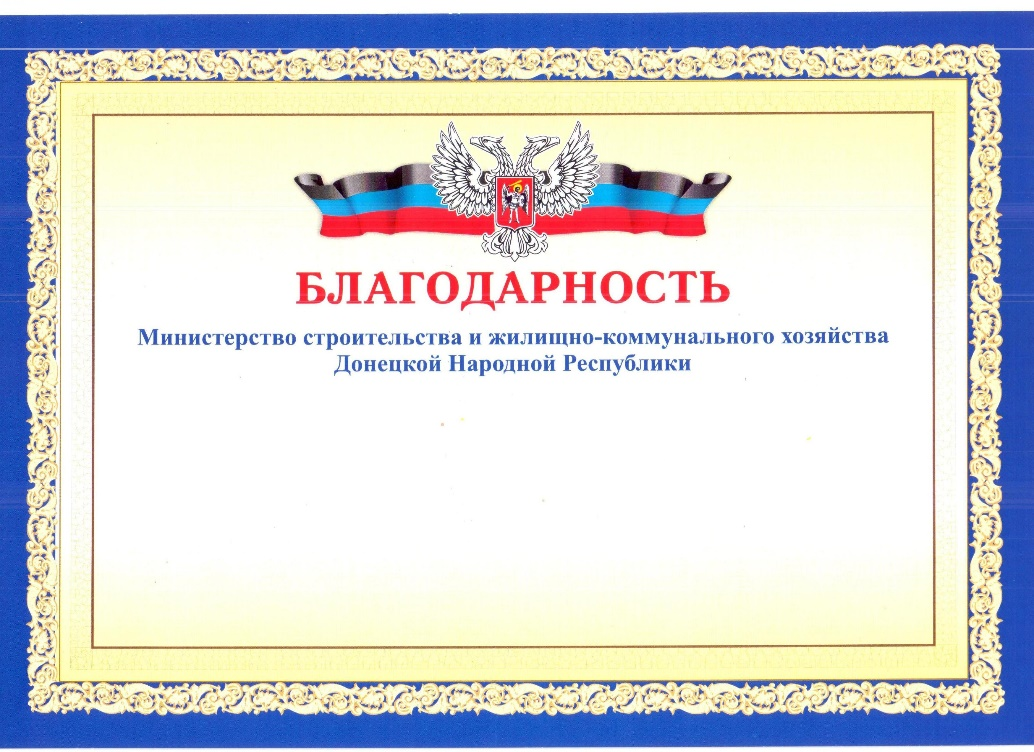 БЛАГОДАРНОСТЬ
Министерство строительства и жилищно-коммунального хозяйства
Донецкой Народной Республики